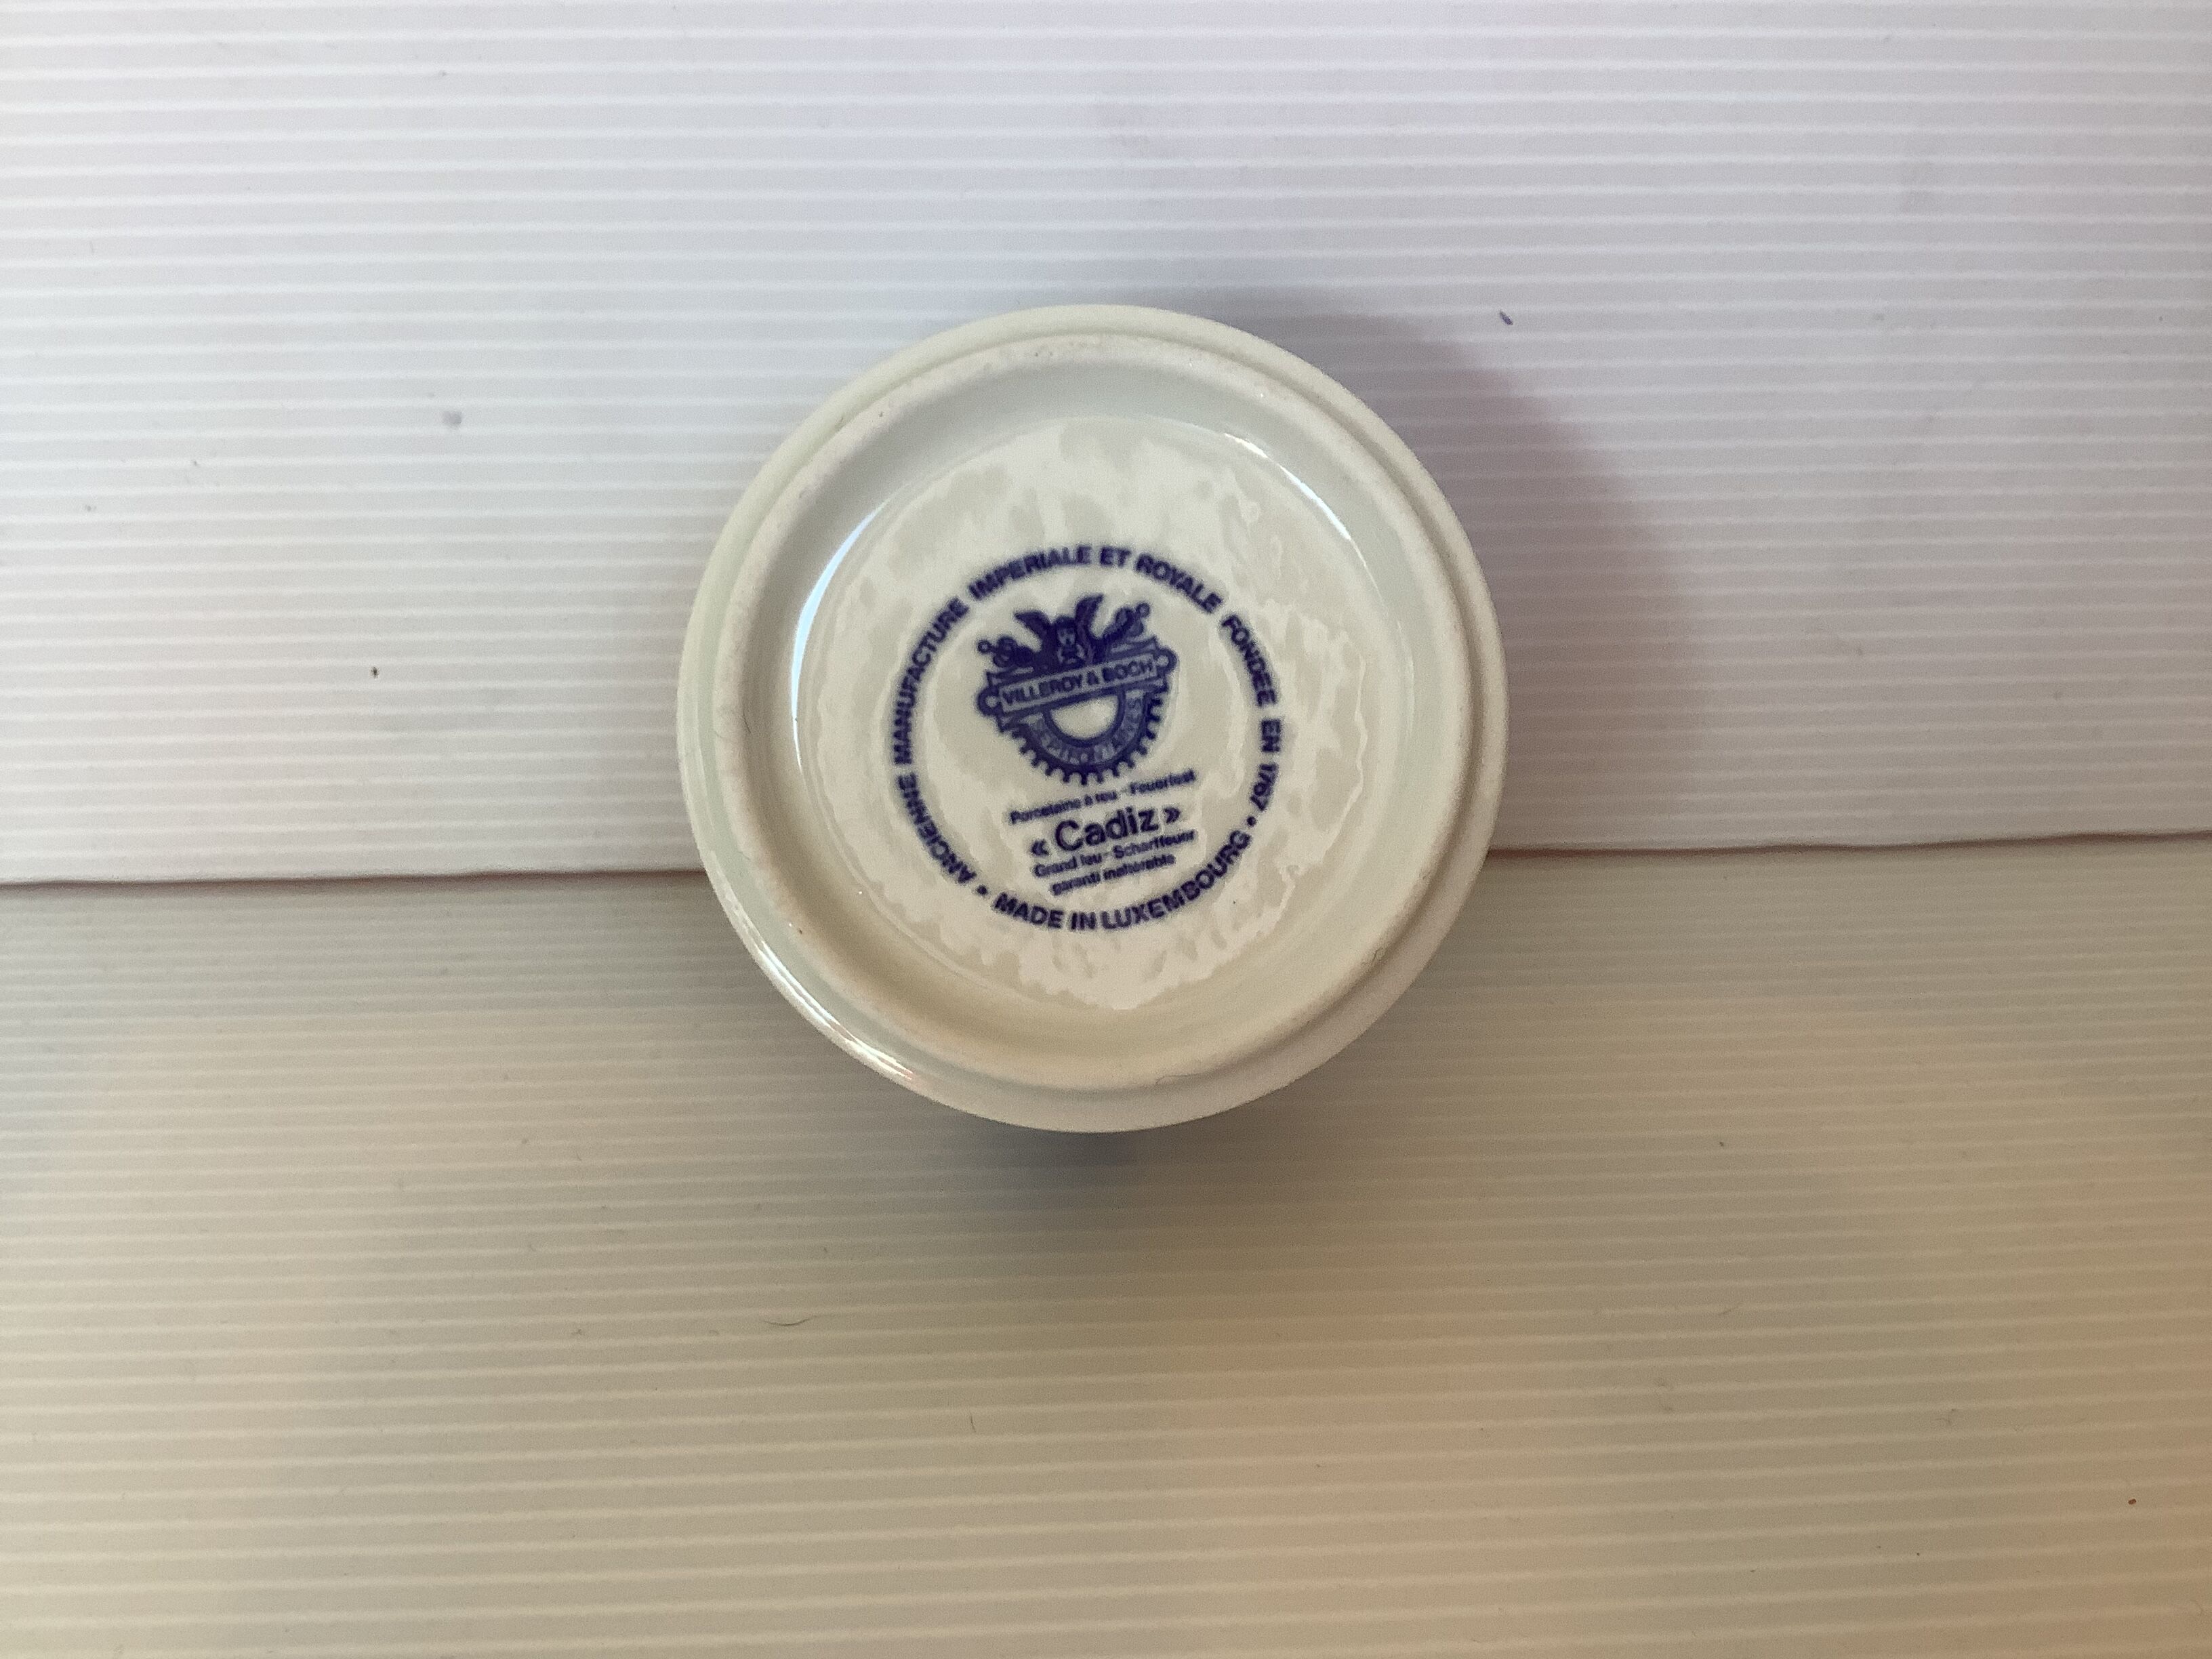 • ANCIENNE MANUFACTURE IMPERIALE ET ROYALE FONDEE EN 1767 •
VILLEROY & BOCH
SEPTFONTAINES
Porcelaine à feu - Feuerfest
« Cadiz »
Grand feu - Scharffeuer
garanti inaltérable
MADE IN LUXEMBOURG